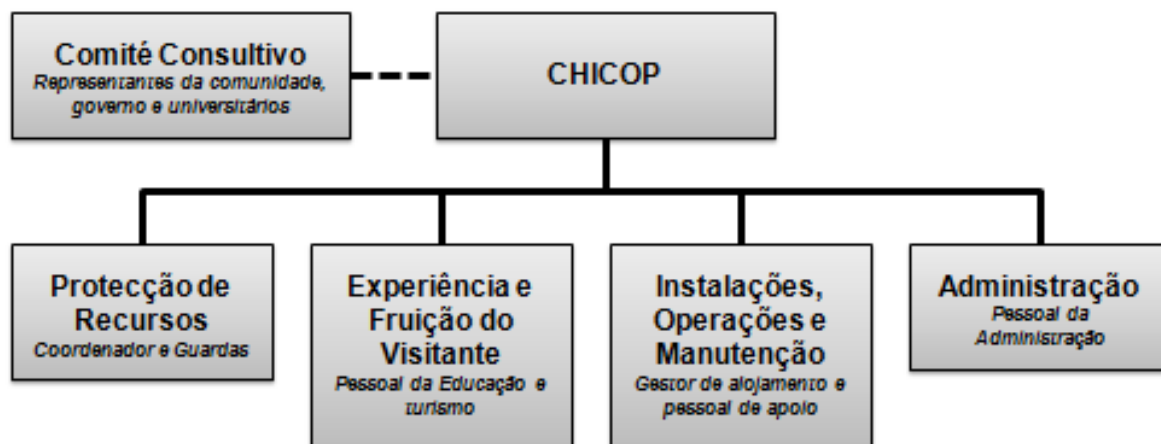 Comité Consultivo
Representantes da comunidade,
governo e universitários
CHICOP
Protecção de
Recursos
Coordenador e Guardas
Experiência e
Fruição do
Visitante
Pessoal da Educação e
turismo
Instalações,
Operações e
Manutenção
Gestor de alojamento e
pessoal de apoio
Administração
Pessoal da
Administração